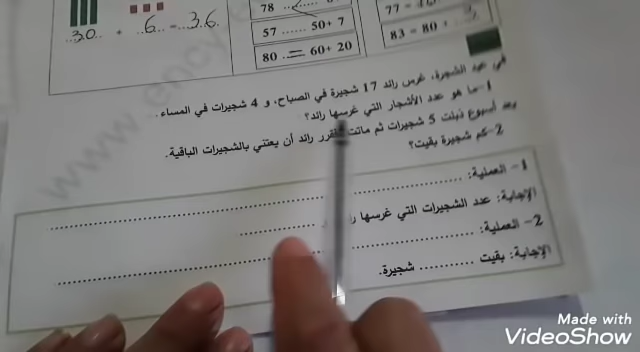 30 + 6 = 36
78
57 ...... 50+ 7
80 ... = 60+ 20
77 =
83 = 80 +
في عيد الشجرة، غرس رائد 17 شجيرة في الصباح، و 4 شجيرات في المساء.
1-ما هو عدد الأشجار التي غرسها رائد؟
بعد أسبوع ذبلت 5 شجيرات ثم ماتت رائد أن يعتني بالشجيرات الباقية.
2-كم شجيرة بقيت؟
1- العملية: ......................
الإجابة: عدد الشجيرات التي غرسها ......................
2- العملية: ......................
الإجابة: بقيت .......... شجيرة.
www.ency
Made with
VideoShow